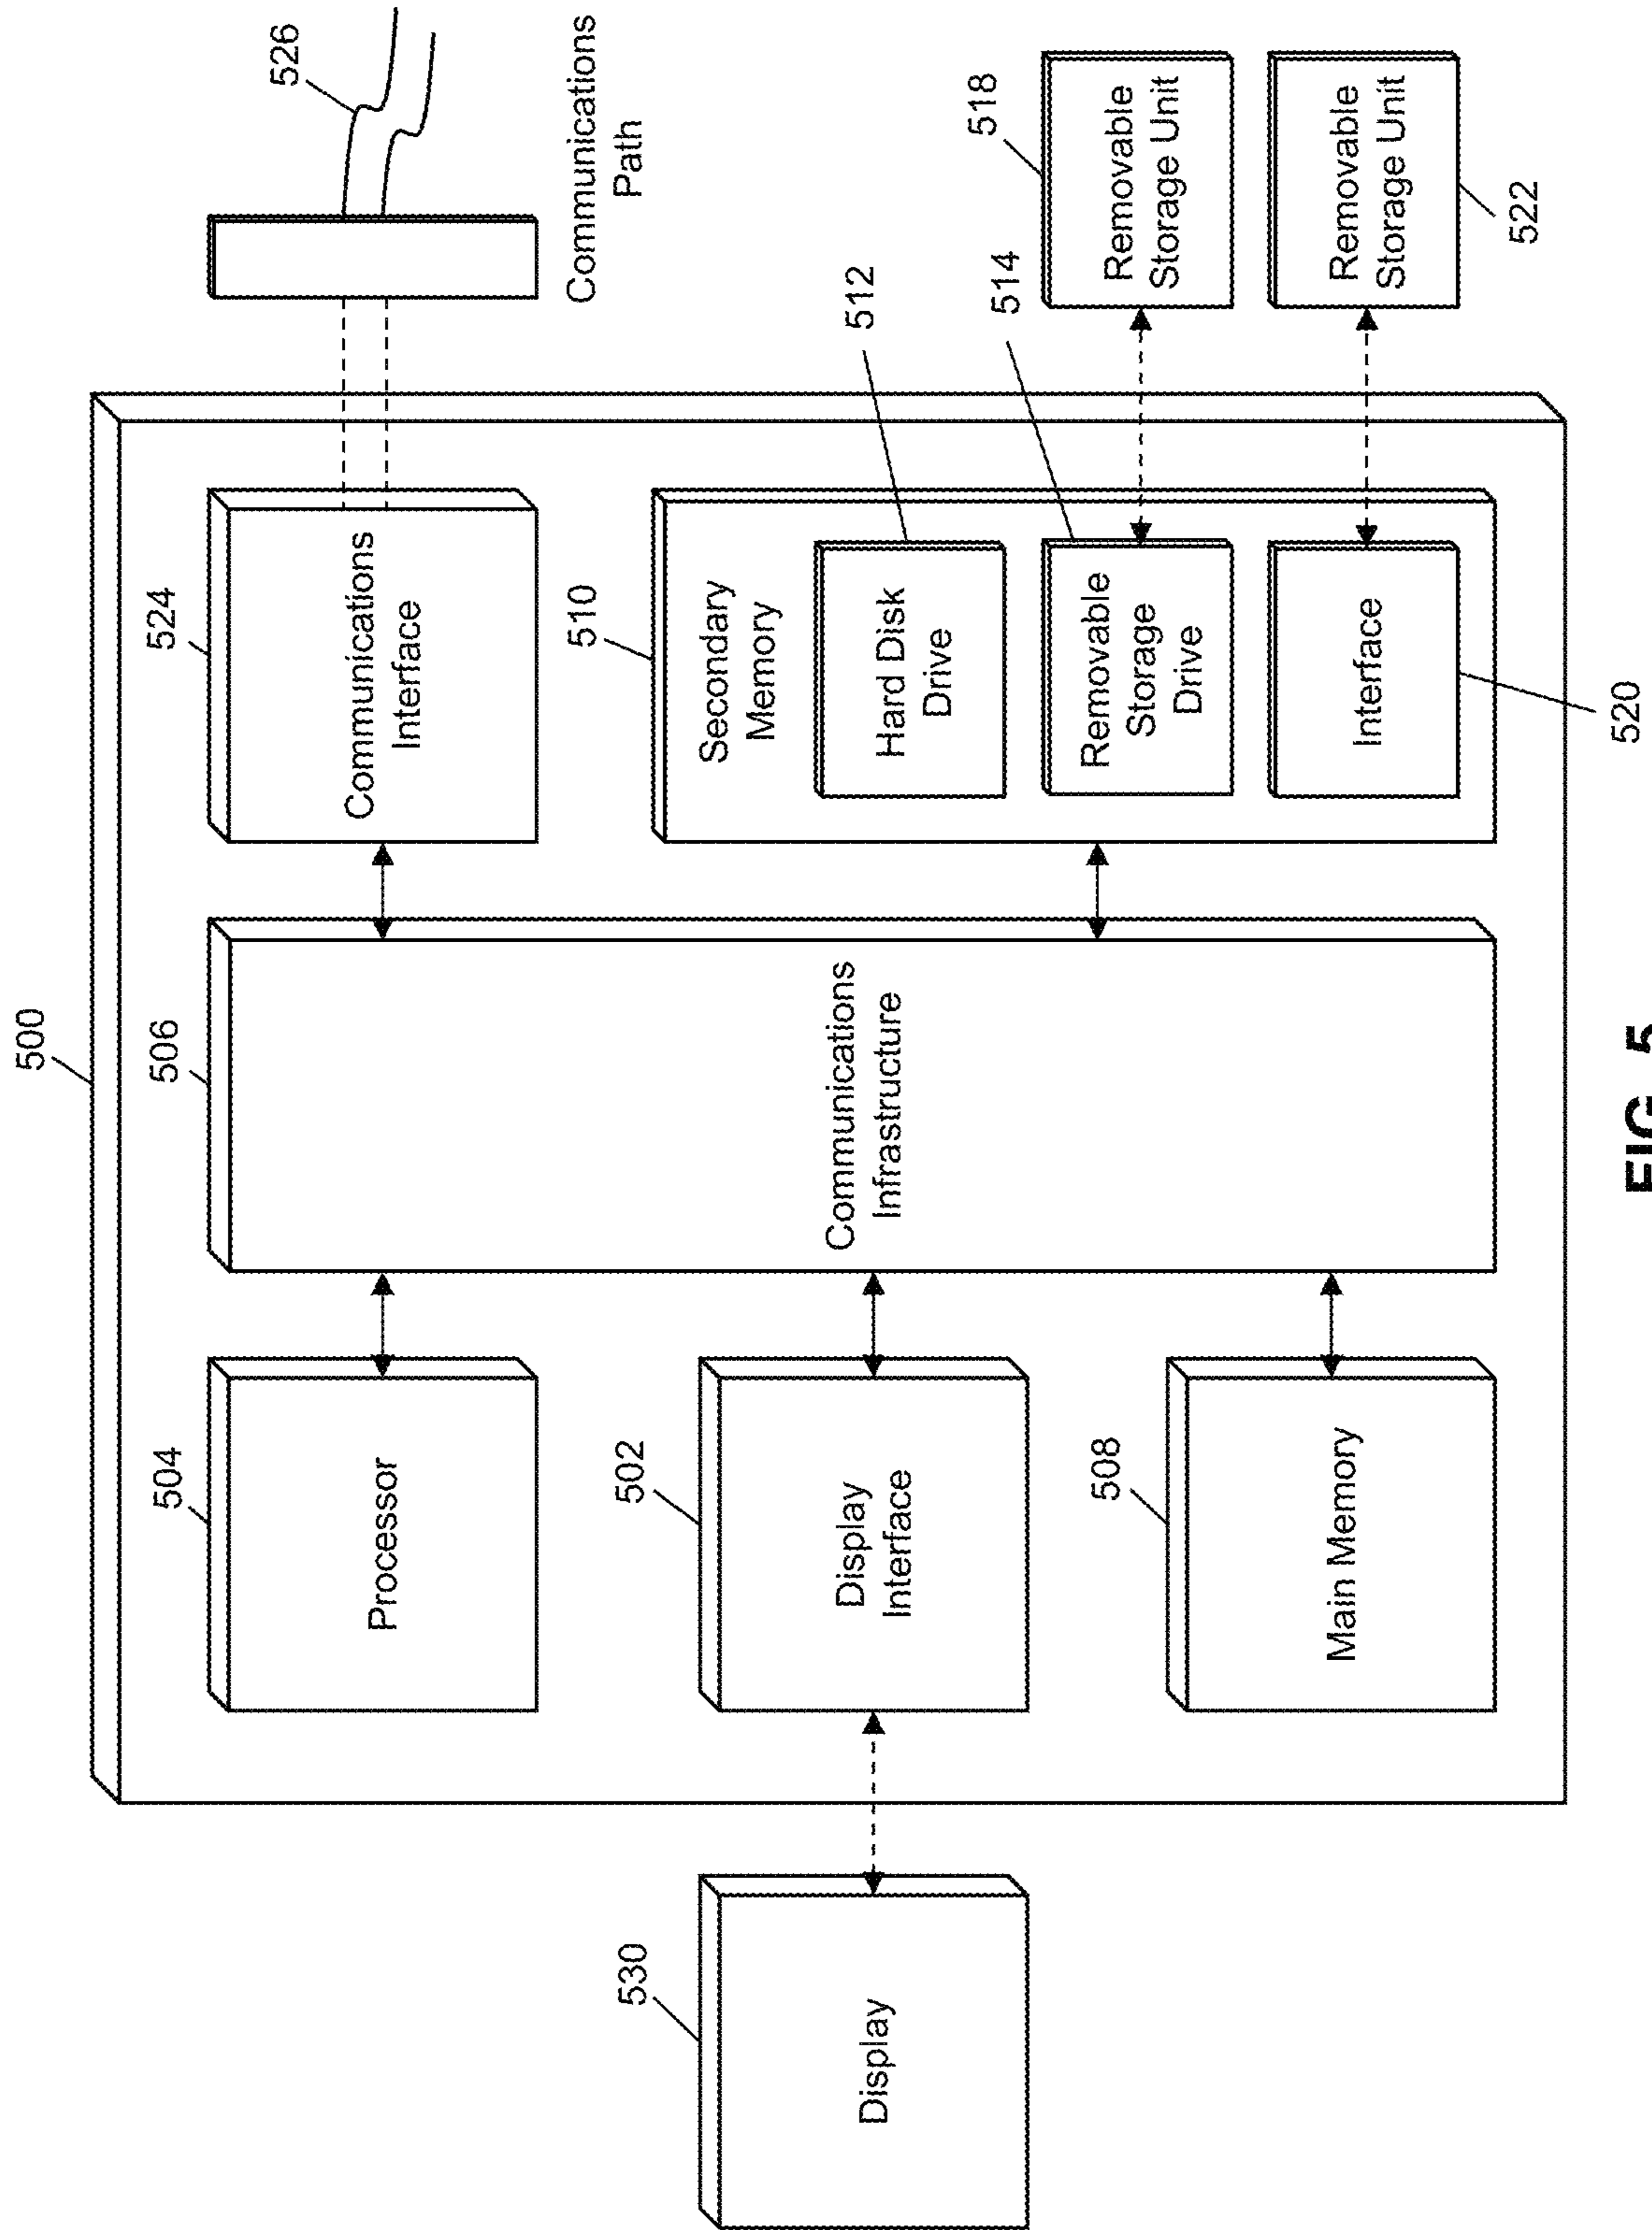 500
504
Processor
506
524
Communications
Interface
526
Communications
Path
530
Display
502
Display
Interface
Communications
Infrastructure
510
Secondary
Memory
512
Hard Disk
Drive
514
Removable
Storage
Drive
518
Removable
Storage Unit
508
Main Memory
Interface
520
Removable
Storage Unit
522
FIG. 5